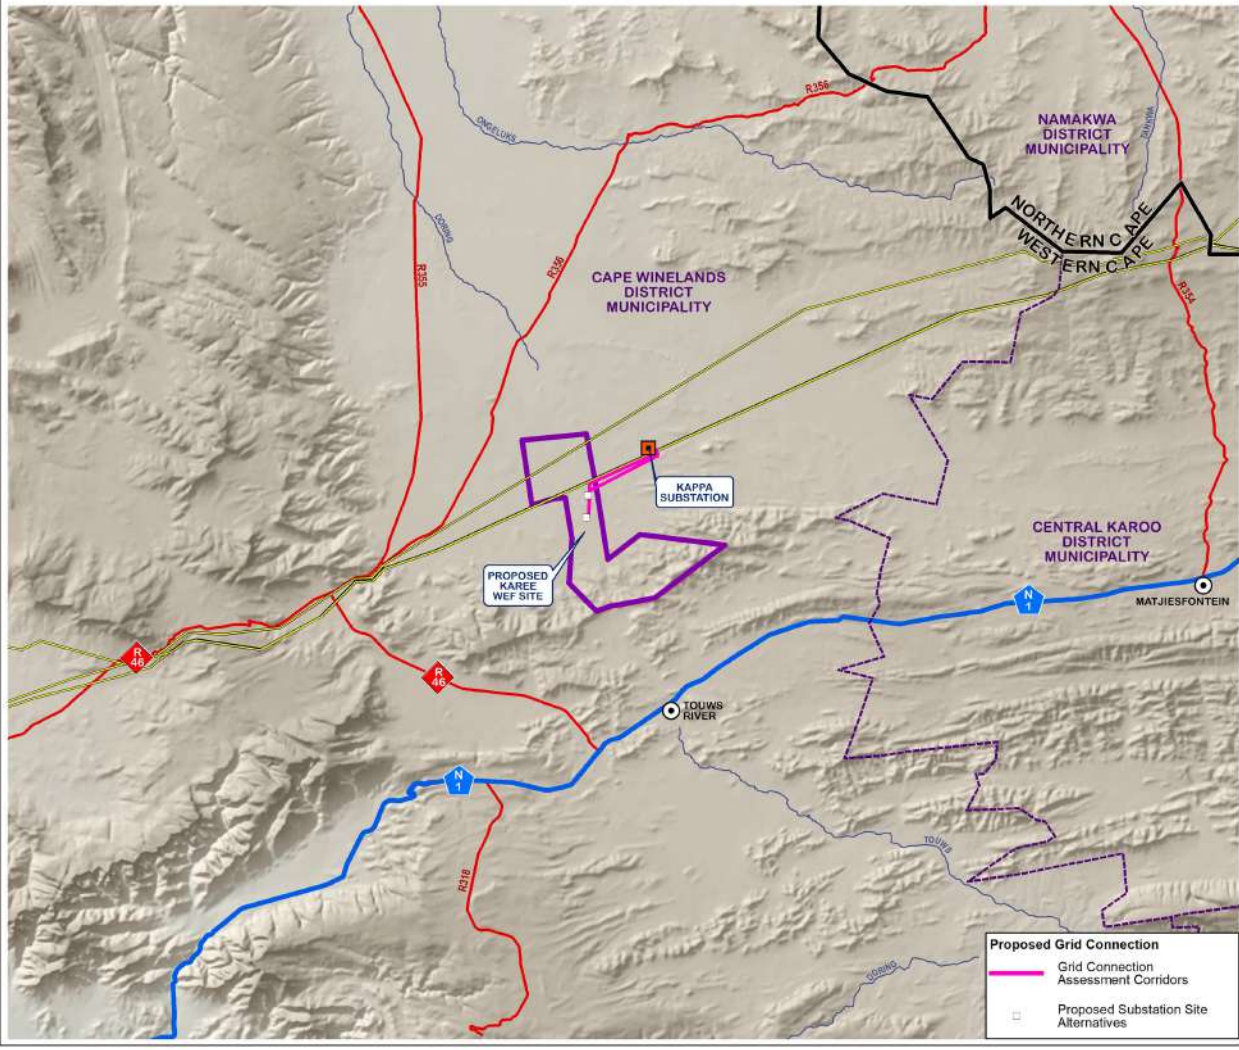 R356
ONGELUKS
NAMAKWA
DISTRICT
MUNICIPALITY
TANKWA
DORING
NORTHERN CAPE
WESTERN CAPE
R355
R356
CAPE WINELANDS
DISTRICT
MUNICIPALITY
R354
KAPPA
SUBSTATION
CENTRAL KAROO
DISTRICT
MUNICIPALITY
PROPOSED
KAREE
WEF SITE
N
1
MATJIESFONTEIN
R
46
R
46
TOUWS
RIVER
N
1
TOUWS
R318
DORING
Proposed Grid Connection
Grid Connection
Assessment Corridors
Proposed Substation Site
Alternatives